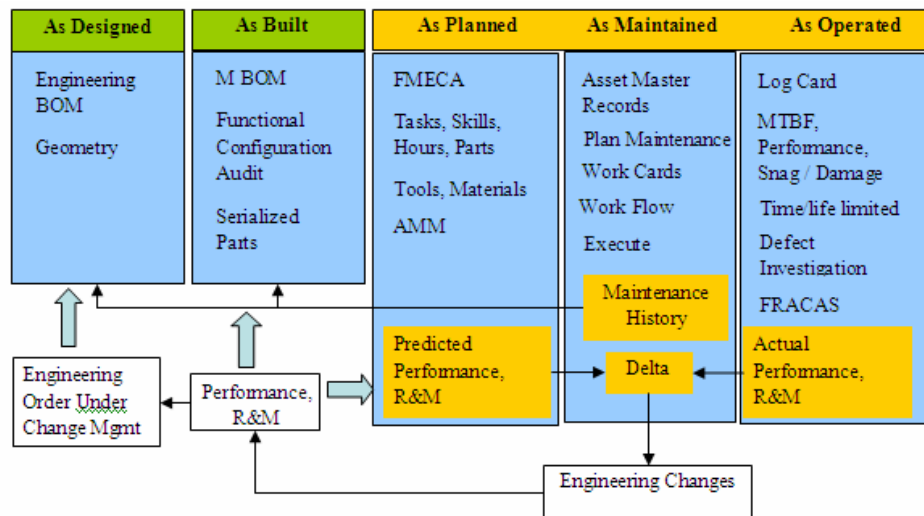 As Designed
As Built
As Planned
As Maintained
As Operated
Engineering
BOM
Geometry
M BOM
Functional
Configuration
Audit
Serialized
Parts
FMECA
Tasks, Skills,
Hours, Parts
Tools, Materials
AMM
Predicted
Performance,
R&M
Asset Master
Records
Plan Maintenance
Work Cards
Work Flow
Execute
Maintenance
History
Delta
Log Card
MTBF,
Performance,
Snag / Damage
Time/life limited
Defect
Investigation
FRACAS
Actual
Performance,
R&M
Engineering
Order Under
Change Mgmt
Performance,
R&M
Engineering Changes